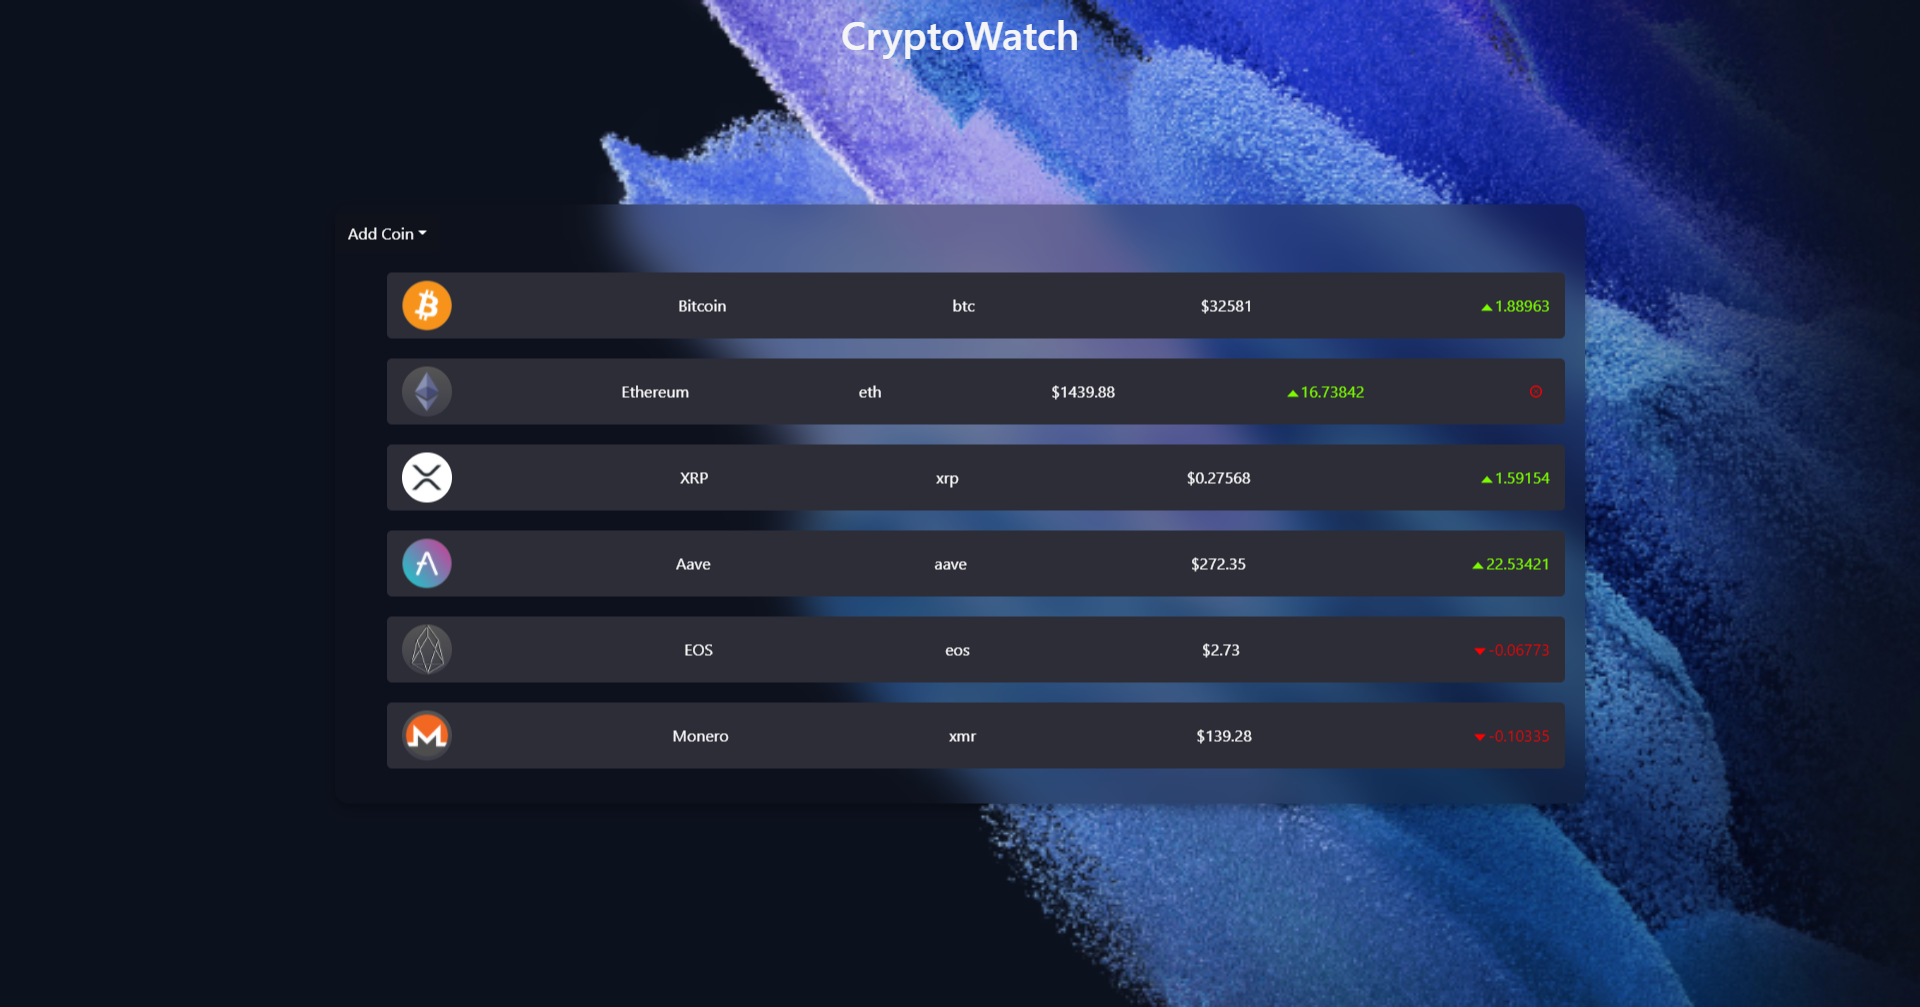 CryptoWatch
Add Coin
Bitcoin btc $32581 1.88963
Ethereum eth $1439.88 16.73842
XRP xrp $0.27568 1.59154
Aave aave $272.35 22.53421
EOS eos $2.73 -0.06773
Monero xmr $139.28 -0.10335